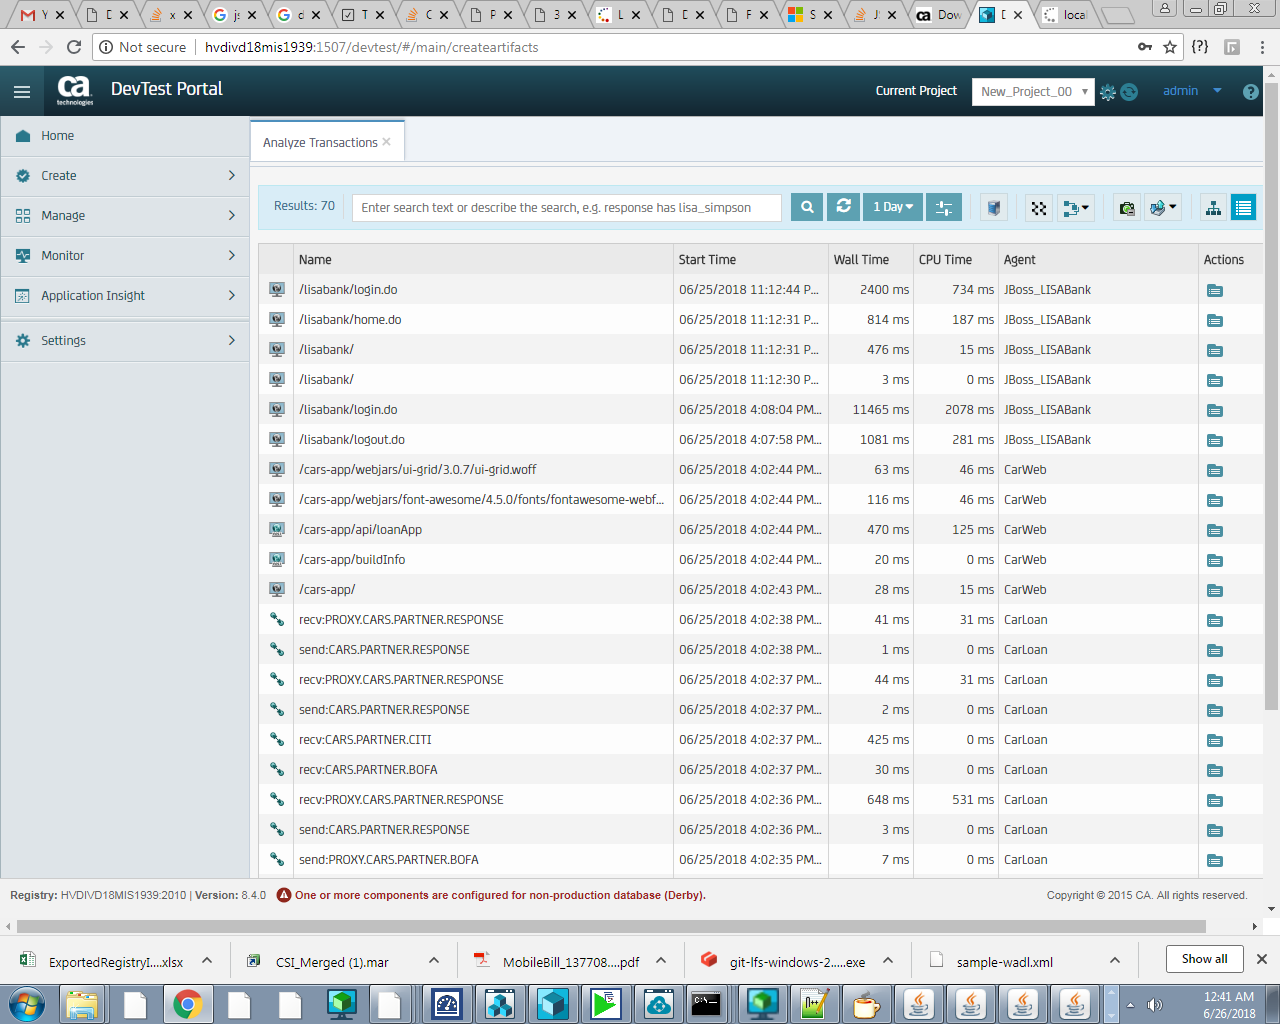 Y
D
x
G js
G d
T
C
P
3
L
D
F
S
JS
ca Dow
D
local
Not secure | hvdivd18mis1939:1507/devtest/#/main/createartifacts
{?}
ca technologies
DevTest Portal
Current Project
New_Project_00
admin
?
Home
Create
Manage
Monitor
Application Insight
Settings
Analyze Transactions
Results: 70
Enter search text or describe the search, e.g. response has lisa_simpson
1 Day
Name Start Time Wall Time CPU Time Agent Actions
/lisabank/login.do 06/25/2018 11:12:44 P... 2400 ms 734 ms JBoss_LISABank
/lisabank/home.do 06/25/2018 11:12:31 P... 814 ms 187 ms JBoss_LISABank
/lisabank/ 06/25/2018 11:12:31 P... 476 ms 15 ms JBoss_LISABank
/lisabank/ 06/25/2018 11:12:30 P... 3 ms 0 ms JBoss_LISABank
/lisabank/login.do 06/25/2018 4:08:04 PM... 11465 ms 2078 ms JBoss_LISABank
/lisabank/logout.do 06/25/2018 4:07:58 PM... 1081 ms 281 ms JBoss_LISABank
/cars-app/webjars/ui-grid/3.0.7/ui-grid.woff 06/25/2018 4:02:44 PM... 63 ms 46 ms CarWeb
/cars-app/webjars/font-awesome/4.5.0/fonts/fontawesome-webf... 06/25/2018 4:02:44 PM... 116 ms 46 ms CarWeb
/cars-app/api/loanApp 06/25/2018 4:02:44 PM... 470 ms 125 ms CarWeb
/cars-app/buildInfo 06/25/2018 4:02:44 PM... 20 ms 0 ms CarWeb
/cars-app/ 06/25/2018 4:02:43 PM... 28 ms 15 ms CarWeb
recv:PROXY.CARS.PARTNER.RESPONSE 06/25/2018 4:02:38 PM... 41 ms 31 ms CarLoan
send:CARS.PARTNER.RESPONSE 06/25/2018 4:02:38 PM... 1 ms 0 ms CarLoan
recv:PROXY.CARS.PARTNER.RESPONSE 06/25/2018 4:02:37 PM... 44 ms 31 ms CarLoan
send:CARS.PARTNER.RESPONSE 06/25/2018 4:02:37 PM... 2 ms 0 ms CarLoan
recv:CARS.PARTNER.CITI 06/25/2018 4:02:37 PM... 425 ms 0 ms CarLoan
recv:CARS.PARTNER.BOFA 06/25/2018 4:02:37 PM... 30 ms 0 ms CarLoan
recv:PROXY.CARS.PARTNER.RESPONSE 06/25/2018 4:02:36 PM... 648 ms 531 ms CarLoan
send:CARS.PARTNER.RESPONSE 06/25/2018 4:02:36 PM... 3 ms 0 ms CarLoan
send:PROXY.CARS.PARTNER.BOFA 06/25/2018 4:02:35 PM... 7 ms 0 ms CarLoan
Registry: HVDIVD18MIS1939:2010 | Version: 8.4.0 One or more components are configured for non-production database (Derby). Copyright © 2015 CA. All rights reserved.
ExportedRegistryI....xlsx
CSI_Merged (1).mar
MobileBill_137708....pdf
git-lfs-windows-2.....exe
sample-wadl.xml
Show all
12:41 AM
6/26/2018